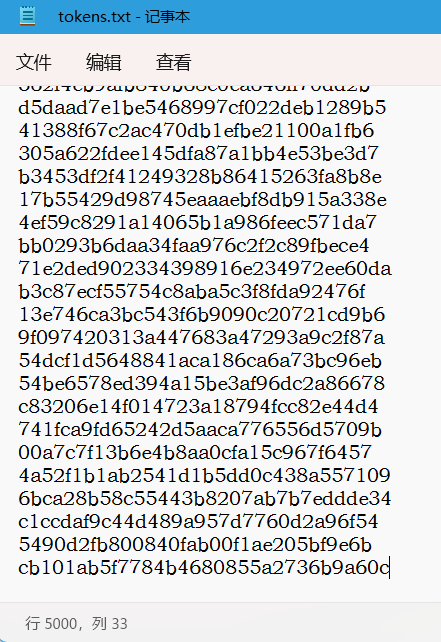 tokens.txt - 记事本
文件 编辑 查看
d5daad7e1be5468997cf022deb1289b5
41388f67c2ac470db1efbe21100a1fb6
305a622fdee145dfa87a1bb4e53be3d7
b3453df2f41249328b86415263fa8b8e
17b55429d98745eaaaebf8db915a338e
4ef59c8291a14065b1a986feec571da7
bb0293b6daa34faa976c2f2c89fbece4
71e2ded902334398916e234972ee60da
b3c87ecf55754c8aba5c3f8fda92476f
13e746ca3bc543f6b9090c20721cd9b6
9f097420313a447683a47293a9c2f87a
54dcf1d5648841aca186ca6a73bc96eb
54be6578ed394a15be3af96dc2a86678
c83206e14f014723a18794fcc82e44d4
741fca9fd65242d5aaca776556d5709b
00a7c7f13b6e4b8aa0cfa15c967f6457
4a52f1b1ab2541d1b5dd0c438a557109
6bca28b58c55443b8207ab7b7eddde34
c1ccdaf9c44d489a957d7760d2a96f54
5490d2fb800840fab00f1ae205bf9e6b
cb101ab5f7784b4680855a2736b9a60c
行 5000，列 33